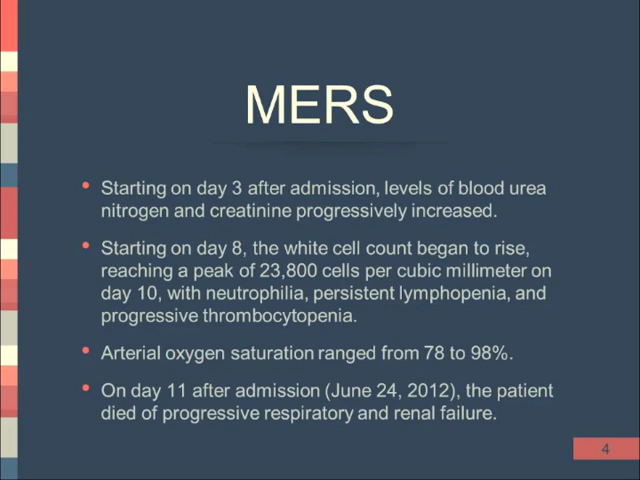 MERS
• Starting on day 3 after admission, levels of blood urea
nitrogen and creatinine progressively increased.
• Starting on day 8, the white cell count began to rise,
reaching a peak of 23,800 cells per cubic millimeter on
day 10, with neutrophilia, persistent lymphopenia, and
progressive thrombocytopenia.
• Arterial oxygen saturation ranged from 78 to 98%.
• On day 11 after admission (June 24, 2012), the patient
died of progressive respiratory and renal failure.
4